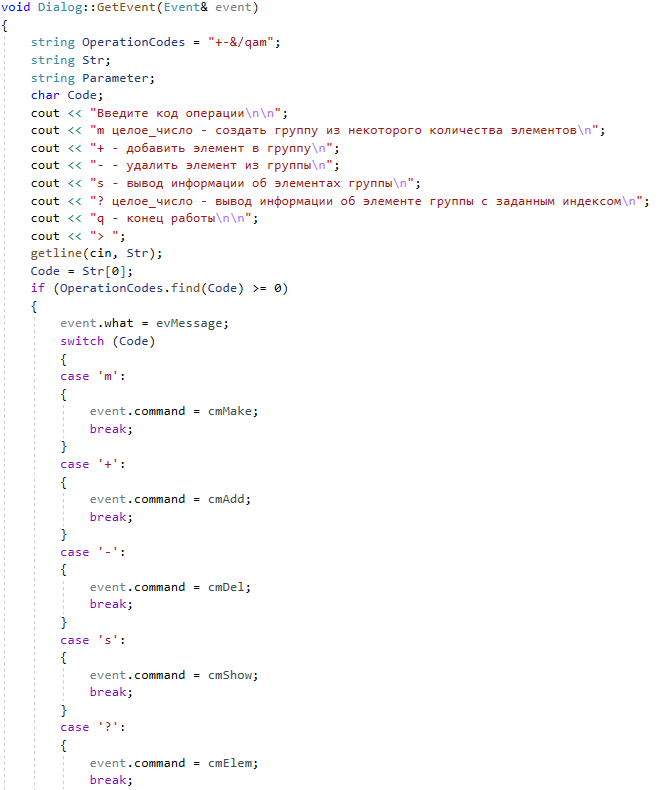 void Dialog::GetEvent(Event& event)
{
string OperationCodes = "+-&/qam";
string Str;
string Parameter;
char Code;
cout << "Введите код операции\n\n";
cout << "m целое_число - создать группу из некоторого количества элементов\n";
cout << "+ - добавить элемент в группу\n";
cout << "- - удалить элемент из группы\n";
cout << "s - вывод информации об элементах группы\n";
cout << "? целое_число - вывод информации об элементе группы с заданным индексом\n";
cout << "q - конец работы\n\n";
cout << "> ";
getline(cin, Str);
Code = Str[0];
if (OperationCodes.find(Code) >= 0)
{
event.what = evMessage;
switch (Code)
{
case 'm':
{
event.command = cmMake;
break;
}
case '+':
{
event.command = cmAdd;
break;
}
case '-':
{
event.command = cmDel;
break;
}
case 's':
{
event.command = cmShow;
break;
}
case '?':
{
event.command = cmElem;
break;